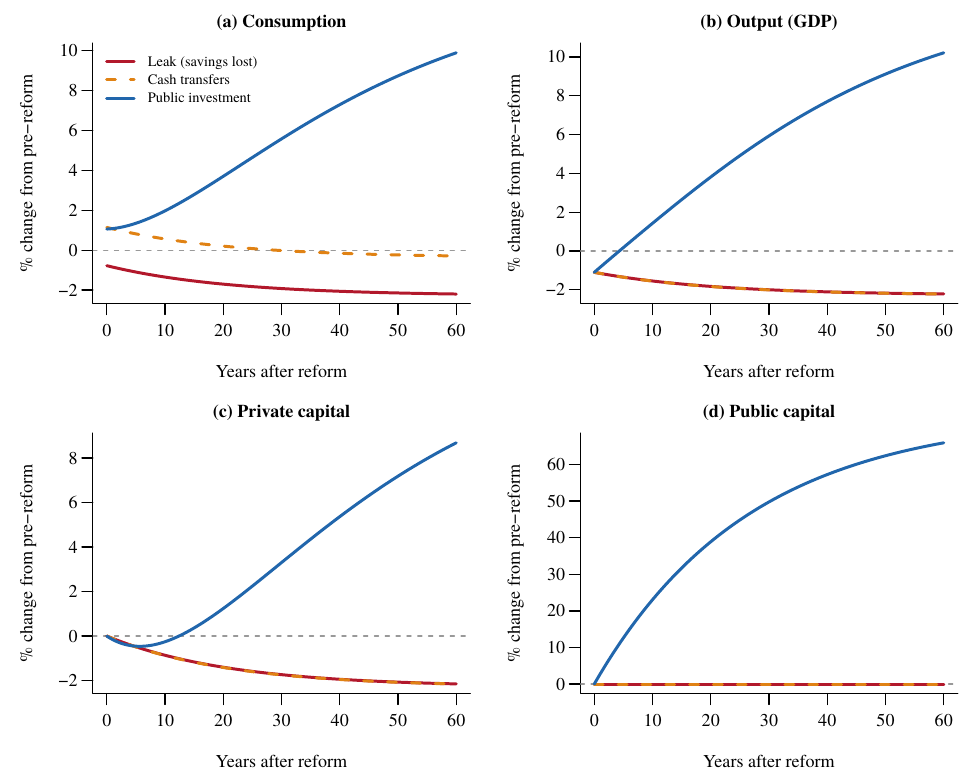 (a) Consumption
% change from pre−reform
10
8
6
4
2
0
−2
Leak (savings lost)
Cash transfers
Public investment
0 10 20 30 40 50 60
Years after reform
(b) Output (GDP)
% change from pre−reform
10
8
6
4
2
0
−2
0 10 20 30 40 50 60
Years after reform
(c) Private capital
% change from pre−reform
8
6
4
2
0
−2
0 10 20 30 40 50 60
Years after reform
(d) Public capital
% change from pre−reform
60
50
40
30
20
10
0
0 10 20 30 40 50 60
Years after reform